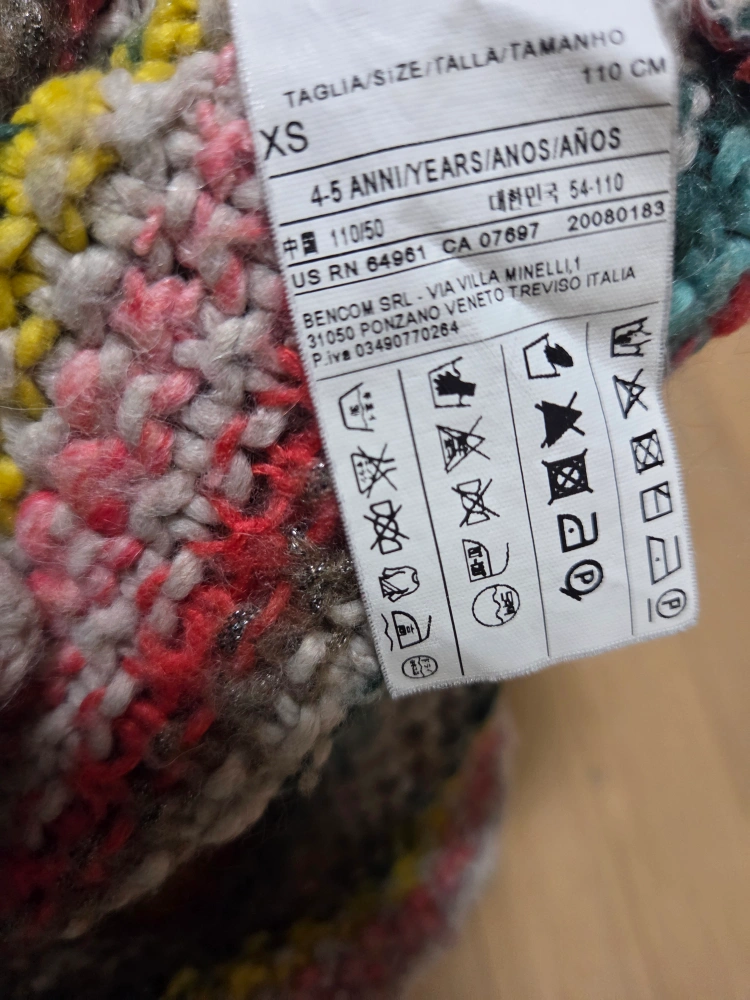 TAGLIA/SIZE/TALLA/TAMANHO
XS 110 CM
4-5 ANNI/YEARS/ANOS/AÑOS
中國 110/50 대한민국 54-110
US RN 64961 CA 07697 20080183
BENCOM SRL - VIA VILLA MINELLI,1
31050 PONZANO VENETO TREVISO ITALIA
P.iva 03490770264
P
P